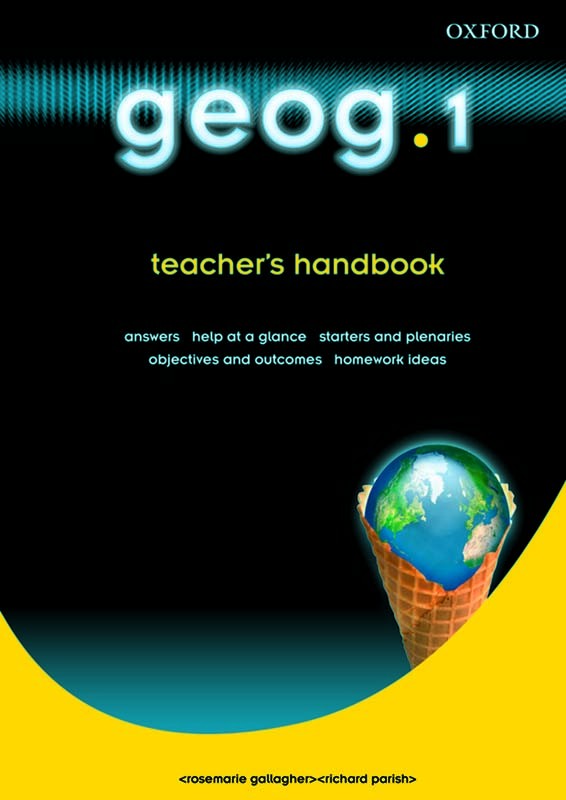 OXFORD
geog.1
teacher's handbook
answers help at a glance starters and plenaries
objectives and outcomes homework ideas
<rosemarie gallagher><richard parish>